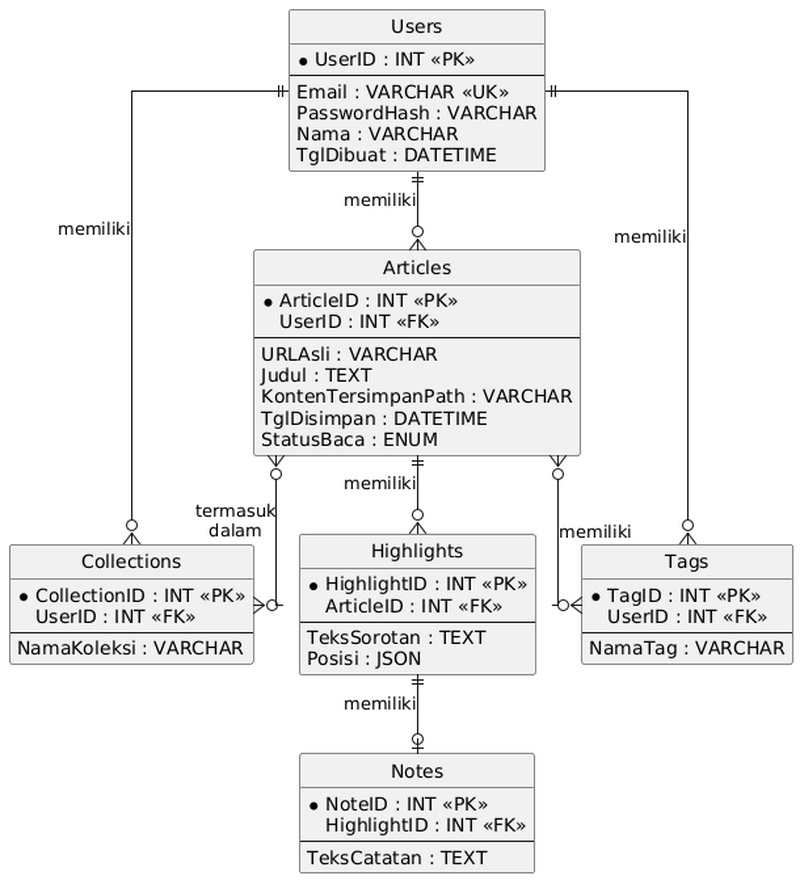 Users
UserID : INT «PK»
Email : VARCHAR «UK»
PasswordHash : VARCHAR
Nama : VARCHAR
TglDibuat : DATETIME
memiliki
memiliki
memiliki
Articles
ArticleID : INT «PK»
UserID : INT «FK»
URLAsli : VARCHAR
Judul : TEXT
KontenTersimpanPath : VARCHAR
TglDisimpan : DATETIME
StatusBaca : ENUM
termasuk
dalam
memiliki
memiliki
Collections
CollectionID : INT «PK»
UserID : INT «FK»
NamaKoleksi : VARCHAR
Highlights
HighlightID : INT «PK»
ArticleID : INT «FK»
TeksSorotan : TEXT
Posisi : JSON
Tags
TagID : INT «PK»
UserID : INT «FK»
NamaTag : VARCHAR
memiliki
Notes
NoteID : INT «PK»
HighlightID : INT «FK»
TeksCatatan : TEXT